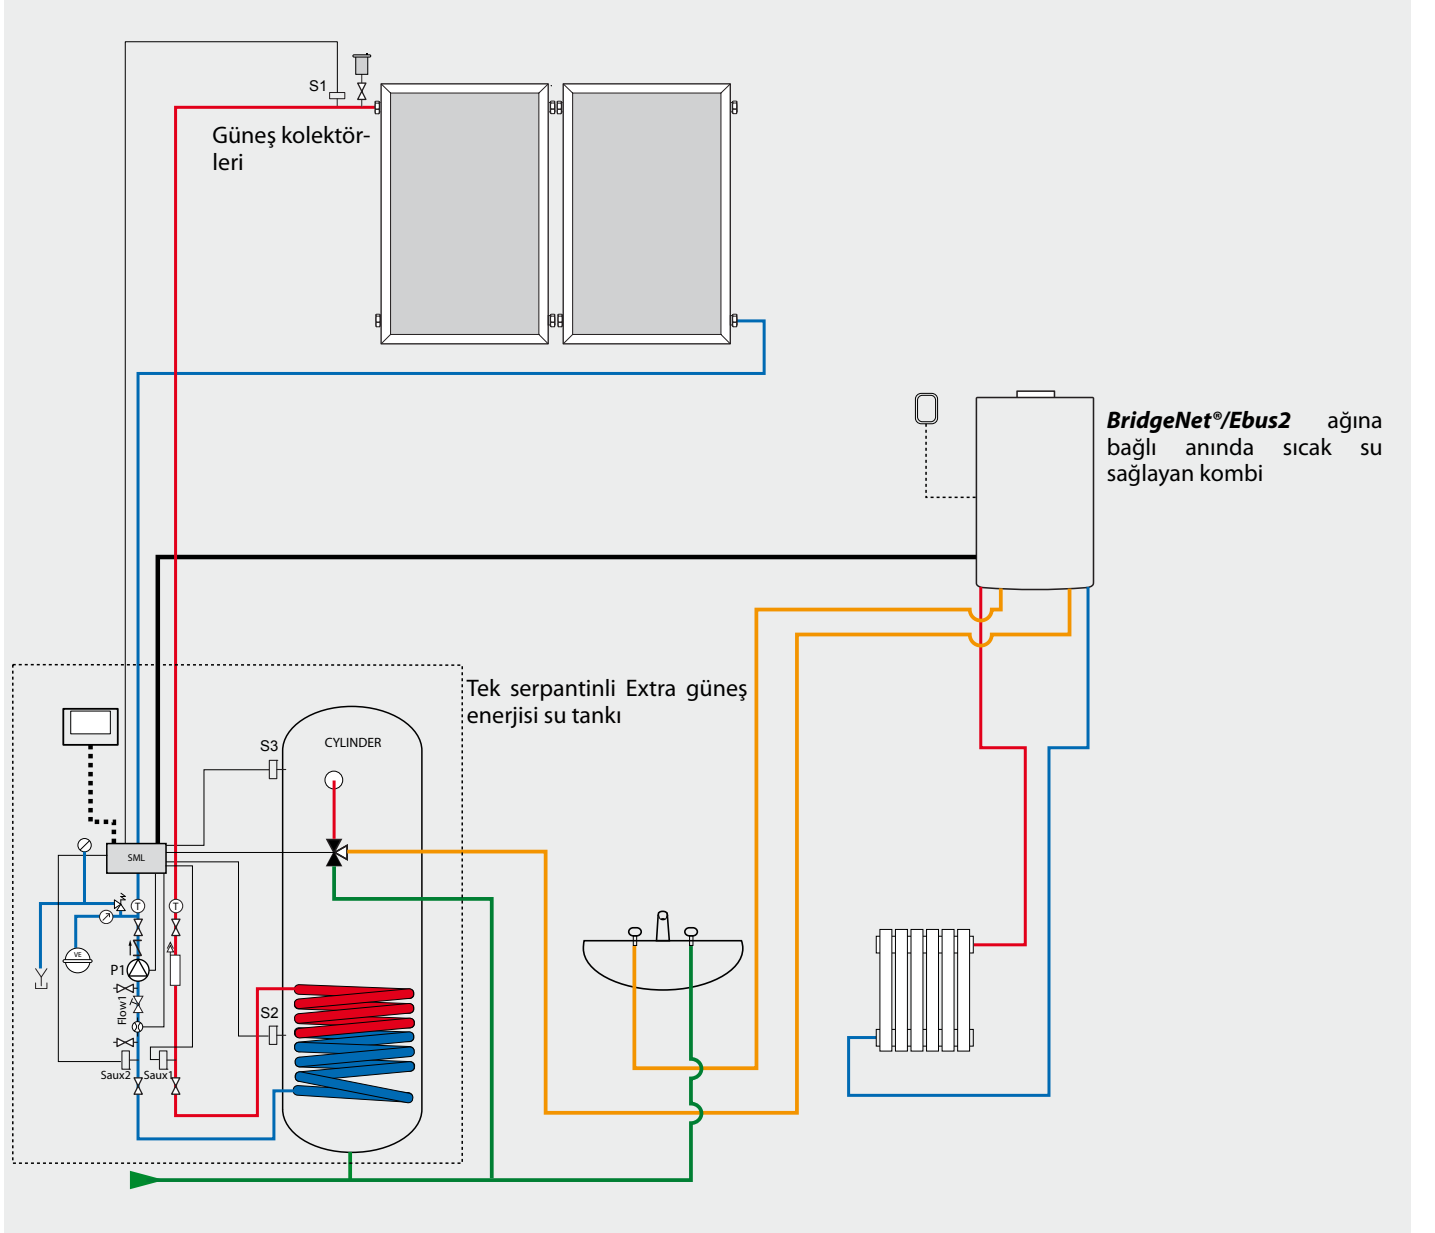 S1
Güneş kolektör-
leri
BridgeNet®/Ebus2 ağına
bağlı anında sıcak su
sağlayan kombi
Tek serpantinli Extra güneş
enerjisi su tankı
CYLINDER
S3
SML
T
T
VE
P1
Flow1
S2
Saux2
Saux1